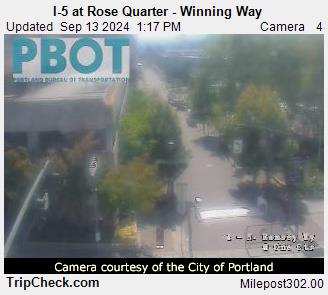 I-5 at Rose Quarter - Winning Way
Updated Sep 13 2024 1:17 PM Camera 4
PBOT
PORTLAND BUREAU OF TRANSPORTATION
Camera courtesy of the City of Portland
TripCheck.com Milepost302.00